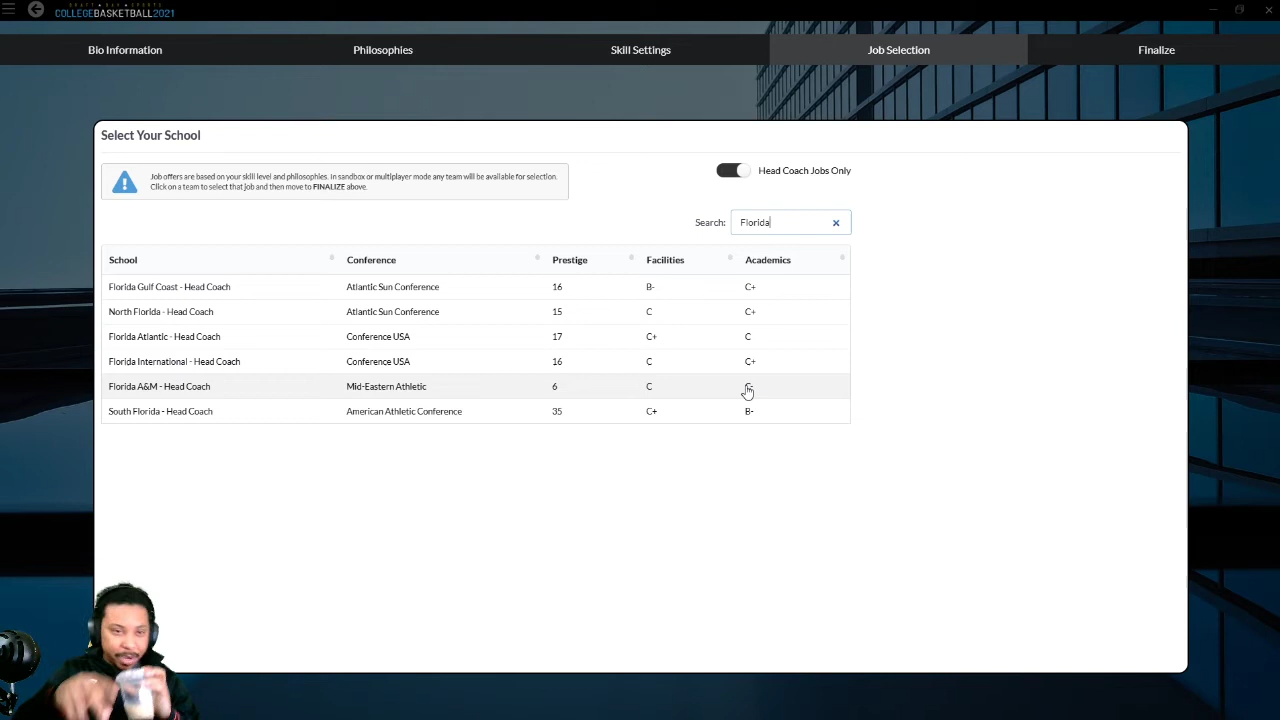 DRAFT DAY SPORTS
COLLEGEBASKETBALL2021
Bio Information
Philosophies
Skill Settings
Job Selection
Finalize
Select Your School
Job offers are based on your skill level and philosophies. In sandbox or multiplayer mode any team will be available for selection.
Click on a team to select that job and then move to FINALIZE above.
Head Coach Jobs Only
Search: Florida
School Conference Prestige Facilities Academics
Florida Gulf Coast - Head Coach Atlantic Sun Conference 16 B- C+
North Florida - Head Coach Atlantic Sun Conference 15 C C+
Florida Atlantic - Head Coach Conference USA 17 C+ C
Florida International - Head Coach Conference USA 16 C C+
Florida A&M - Head Coach Mid-Eastern Athletic 6 C
South Florida - Head Coach American Athletic Conference 35 C+ B-